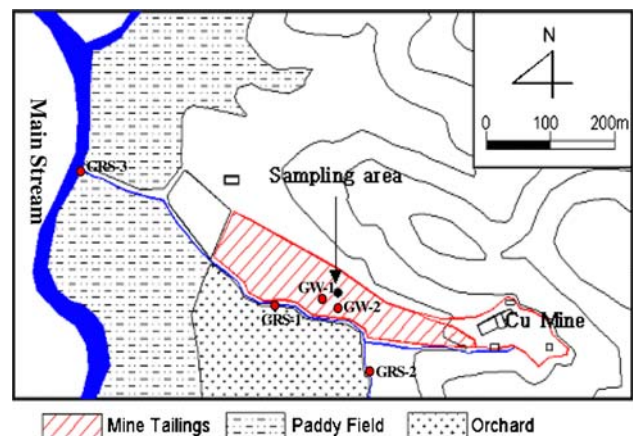 N
0 100 200m
Main Stream
GRS-3
Sampling area
GW-1
GW-2
GRS-1
Cu Mine
GRS-2
Mine Tailings
Paddy Field
Orchard